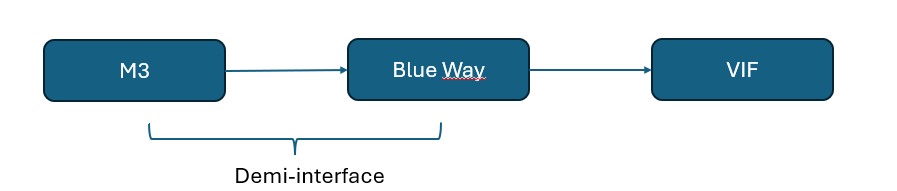 M3
Blue Way
VIF
Demi-interface